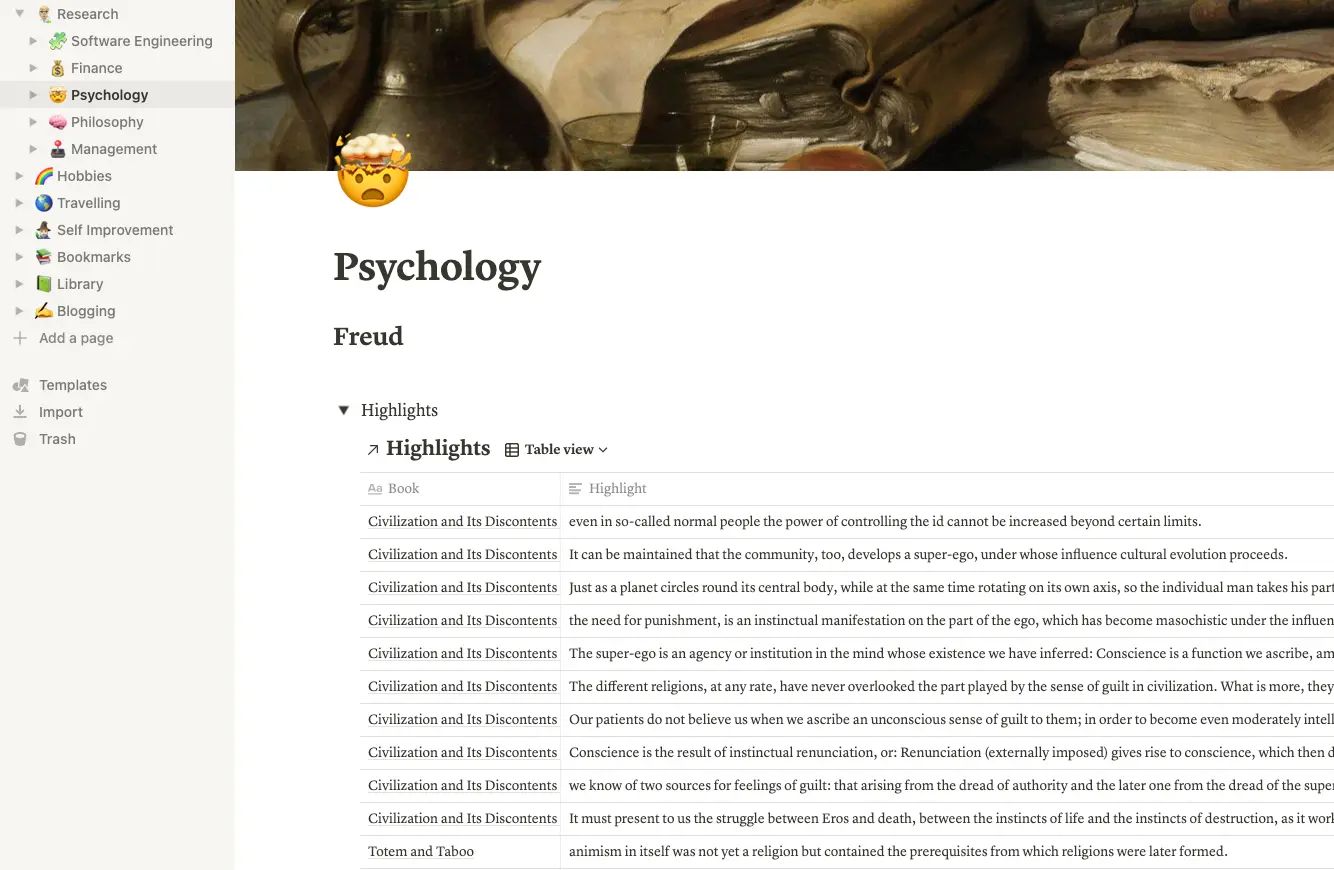 Research
Software Engineering
Finance
Psychology
Philosophy
Management
Hobbies
Travelling
Self Improvement
Bookmarks
Library
Blogging
Add a page
Templates
Import
Trash
Psychology
Freud
Highlights
Highlights Table view
Aa Book Highlight
Civilization and Its Discontents even in so-called normal people the power of controlling the id cannot be increased beyond certain limits.
Civilization and Its Discontents It can be maintained that the community, too, develops a super-ego, under whose influence cultural evolution proceeds.
Civilization and Its Discontents Just as a planet circles round its central body, while at the same time rotating on its own axis, so the individual man takes his part
Civilization and Its Discontents the need for punishment, is an instinctual manifestation on the part of the ego, which has become masochistic under the influen
Civilization and Its Discontents The super-ego is an agency or institution in the mind whose existence we have inferred: Conscience is a function we ascribe, am
Civilization and Its Discontents The different religions, at any rate, have never overlooked the part played by the sense of guilt in civilization. What is more, they
Civilization and Its Discontents Our patients do not believe us when we ascribe an unconscious sense of guilt to them; in order to become even moderately intell
Civilization and Its Discontents Conscience is the result of instinctual renunciation, or: Renunciation (externally imposed) gives rise to conscience, which then d
Civilization and Its Discontents we know of two sources for feelings of guilt: that arising from the dread of authority and the later one from the dread of the super
Civilization and Its Discontents It must present to us the struggle between Eros and death, between the instincts of life and the instincts of destruction, as it work
Totem and Taboo animism in itself was not yet a religion but contained the prerequisites from which religions were later formed.